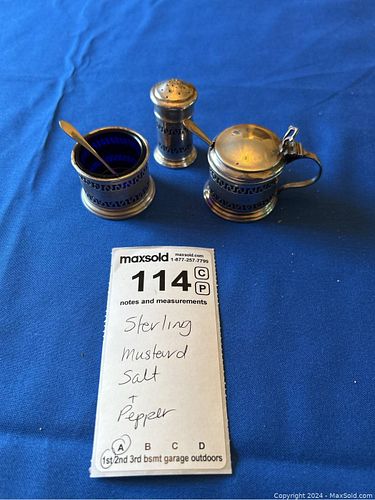 maxsold maxsold.com
1-877-257-7795
114 C
P
notes and measurements
Sterling
Mustard
Salt
+
Pepper
A B C D
1st 2nd 3rd bsmt garage outdoors
Copyright 2024 - MaxSold.com